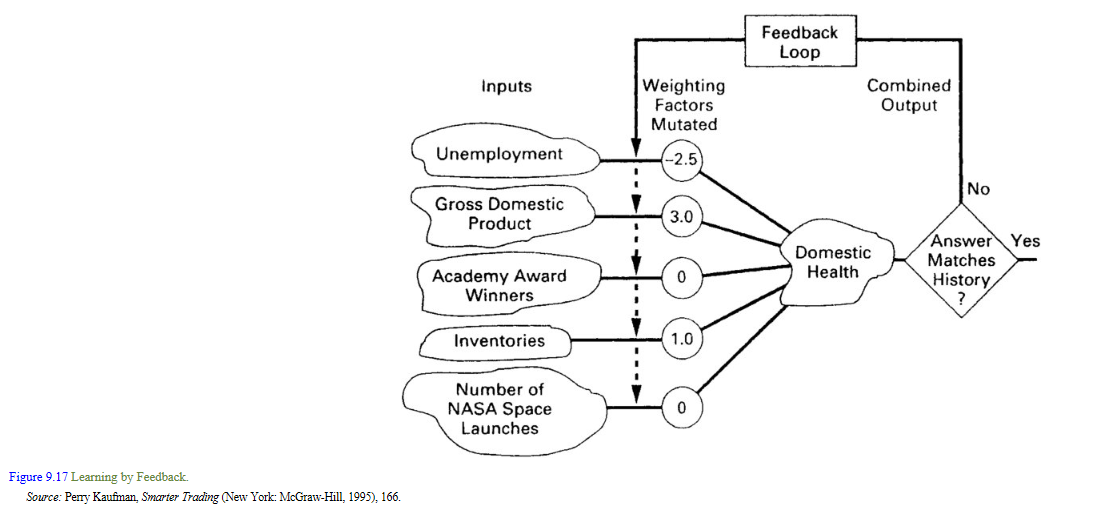 Feedback
Loop
Inputs
Weighting
Factors
Mutated
Combined
Output
Unemployment
-2.5
Gross Domestic
Product
3.0
Academy Award
Winners
0
Inventories
1.0
Number of
NASA Space
Launches
0
Domestic
Health
No
Answer
Matches
History
?
Yes
Figure 9.17 Learning by Feedback.
Source: Perry Kaufman, Smarter Trading (New York: McGraw-Hill, 1995), 166.